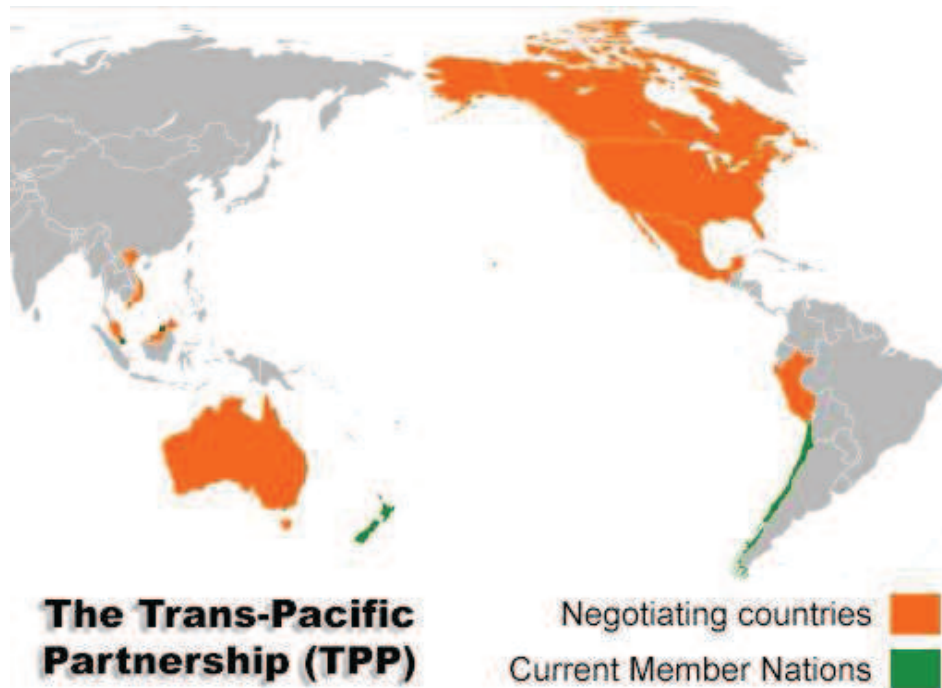 The Trans-Pacific
Partnership (TPP)
Negotiating countries
Current Member Nations